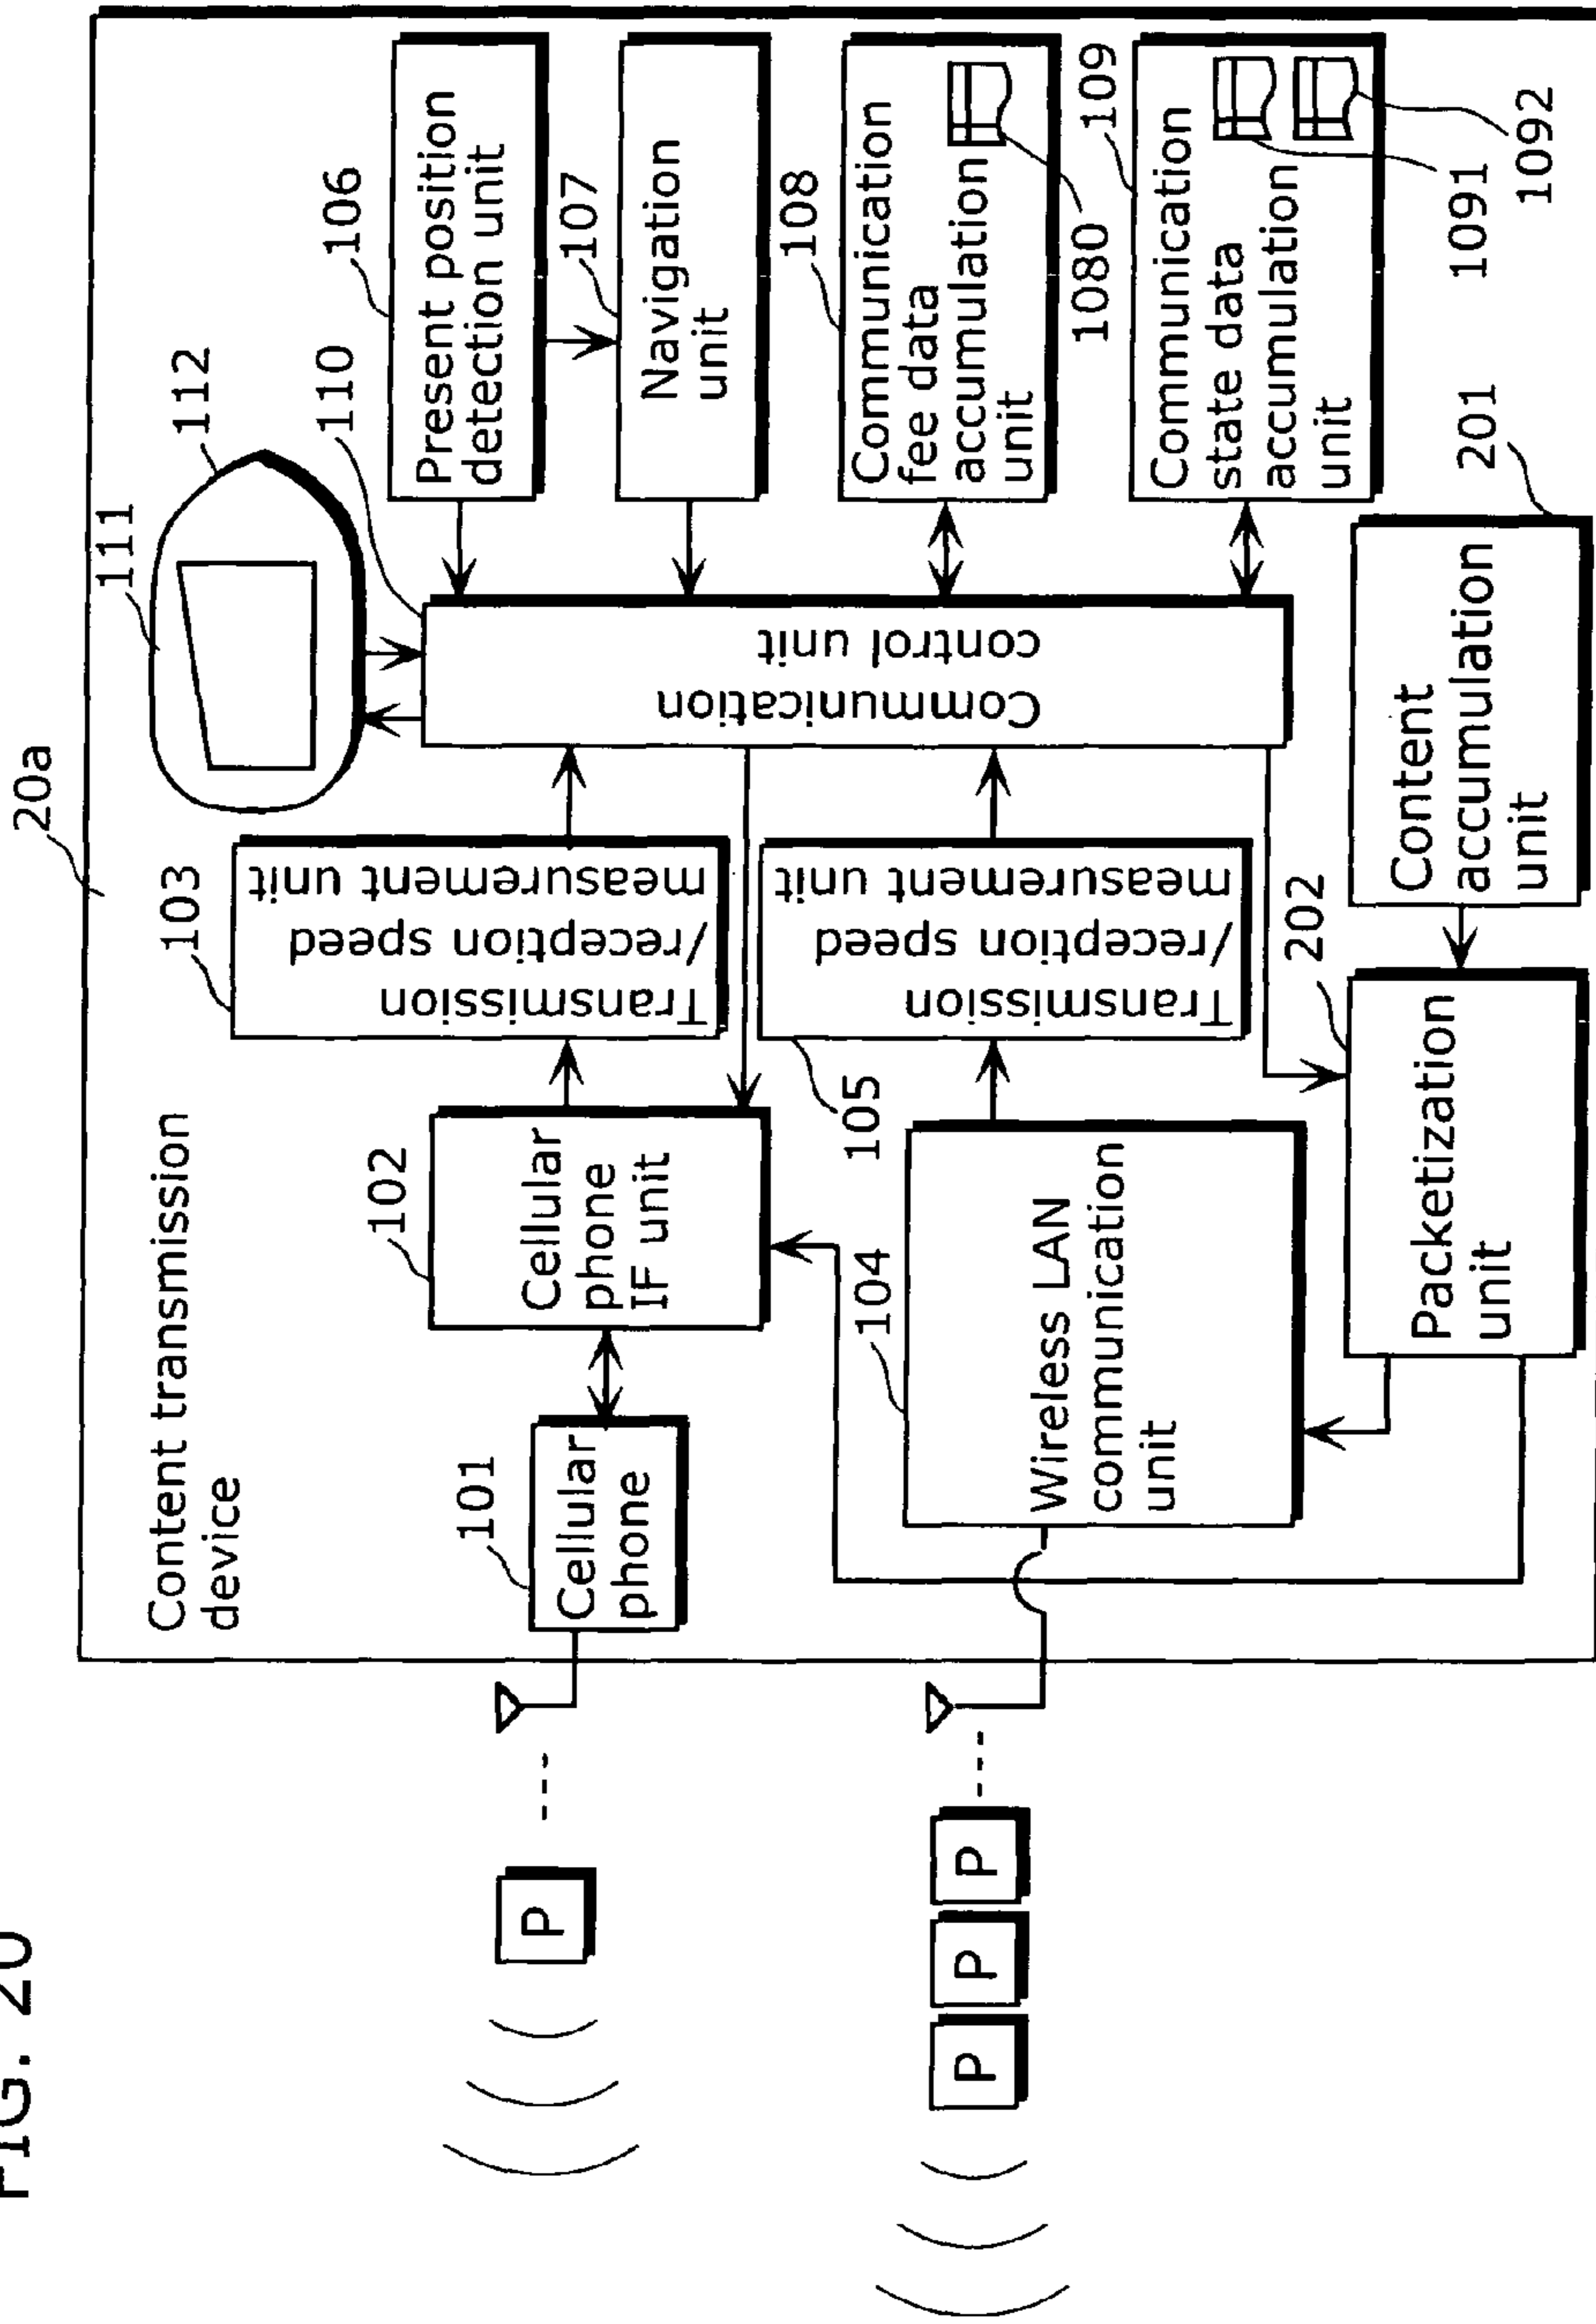 FIG. 20
20a
Content transmission
device
101
Cellular
phone
102
Cellular
phone
IF unit
103
Transmission
/reception speed
measurement unit
104
Wireless LAN
communication
unit
105
Transmission
/reception speed
measurement unit
111
112
110
Communication
control unit
106
Present position
detection unit
107
Navigation
unit
108
Communication
fee data
accumulation
unit
1080
109
Communication
state data
accumulation
unit
1091
1092
201
Content
accumulation
unit
202
Packetization
unit
P
P
P
P